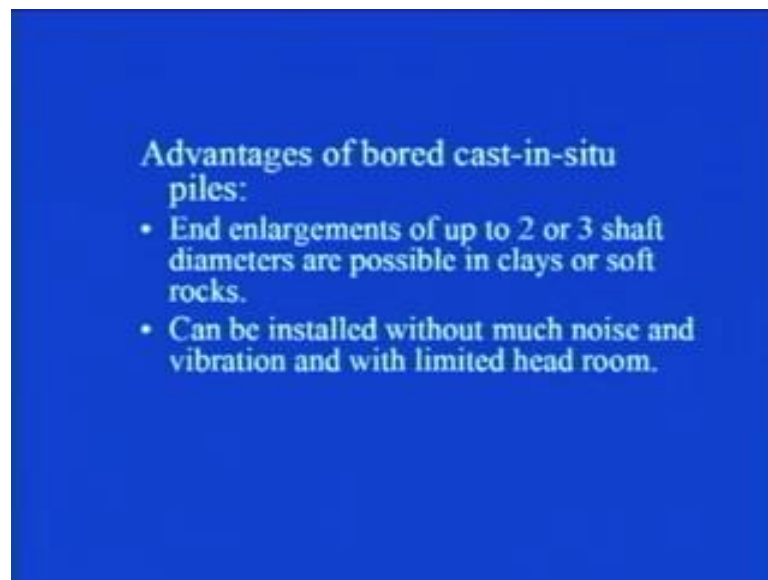 Advantages of bored cast-in-situ
piles:
• End enlargements of up to 2 or 3 shaft
diameters are possible in clays or soft
rocks.
• Can be installed without much noise and
vibration and with limited head room.